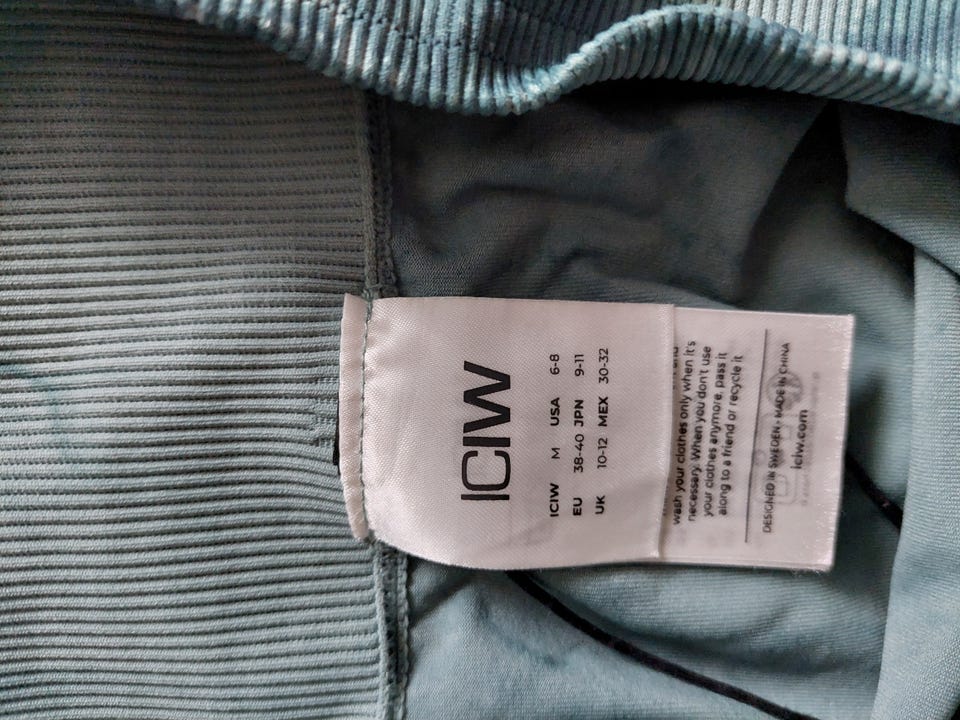 ICIW
ICIW M USA 6-8
EU 38-40 JPN 9-11
UK 10-12 MEX 30-32
wash your clothes only when it's
necessary. When you don't use
your clothes anymore, pass it
along to a friend or recycle it
DESIGNED IN SWEDEN - MADE IN CHINA
iciw.com